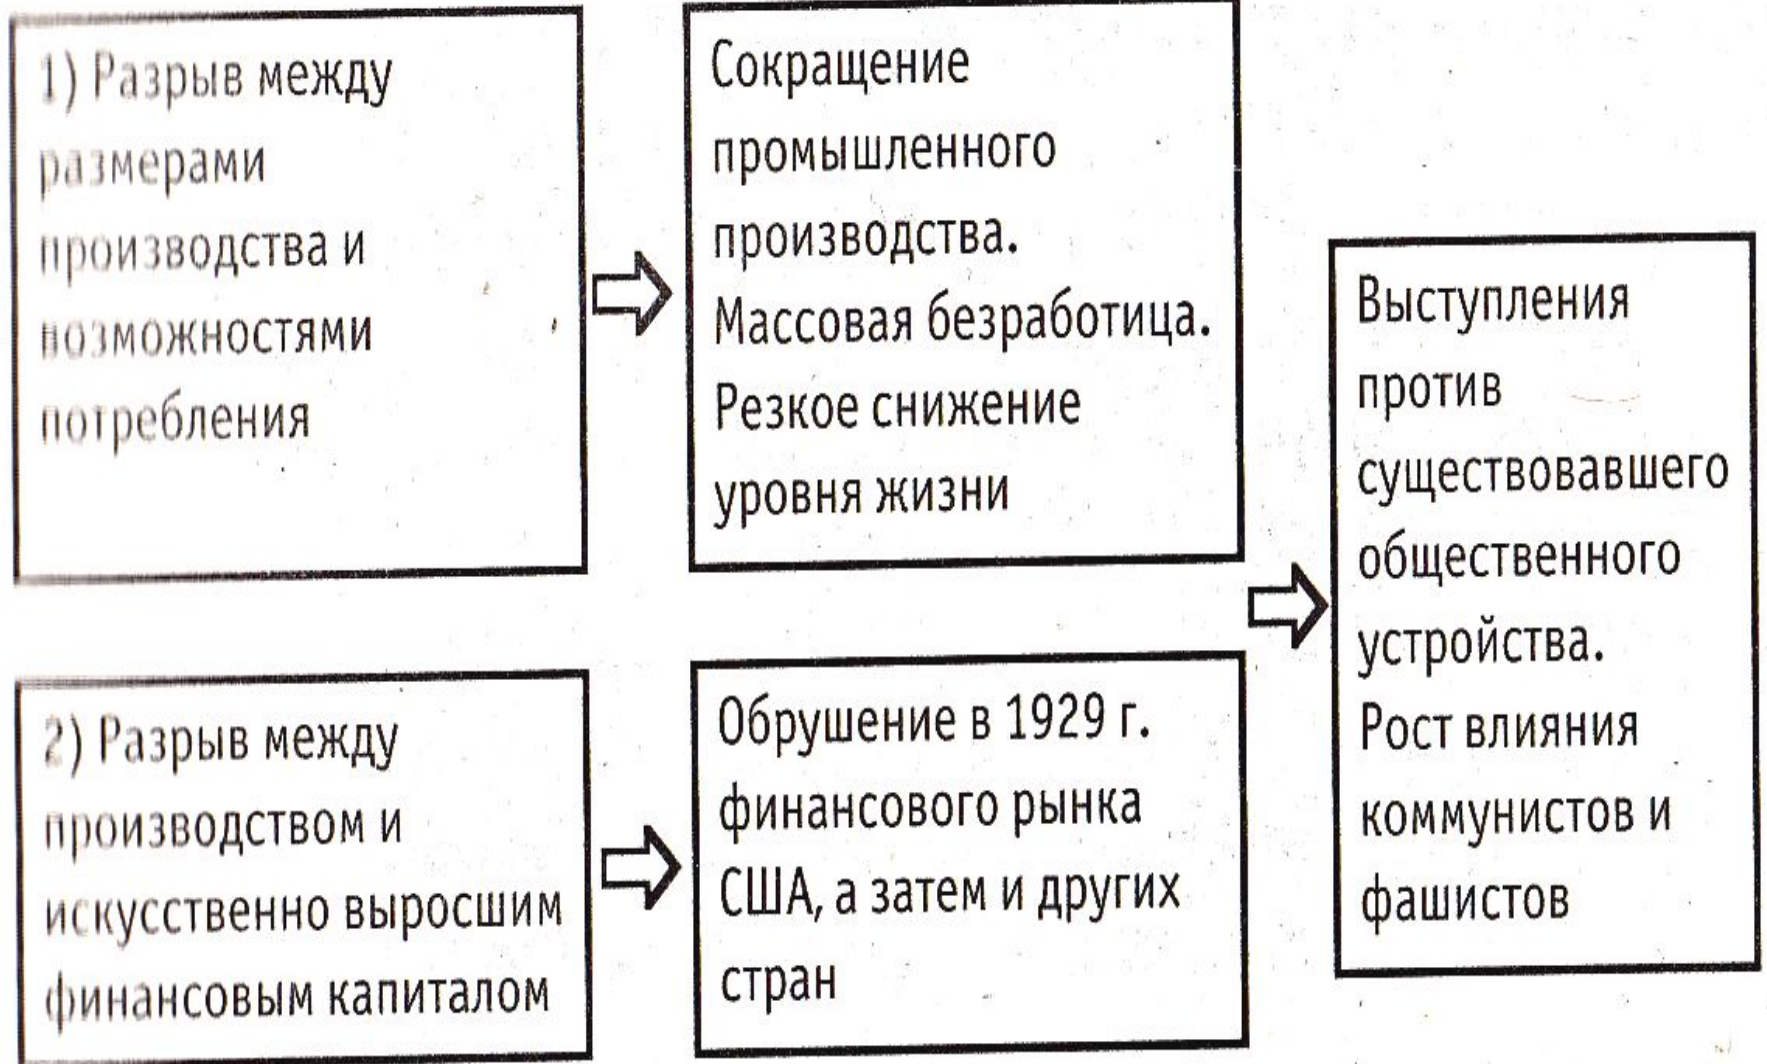 1) Разрыв между
размерами
производства и
возможностями
потребления
Сокращение
промышленного
производства.
Массовая безработица.
Резкое снижение
уровня жизни
2) Разрыв между
производством и
искусственно выросшим
финансовым капиталом
Обрушение в 1929 г.
финансового рынка
США, а затем и других
стран
Выступления
против
существовавшего
общественного
устройства.
Рост влияния
коммунистов и
фашистов